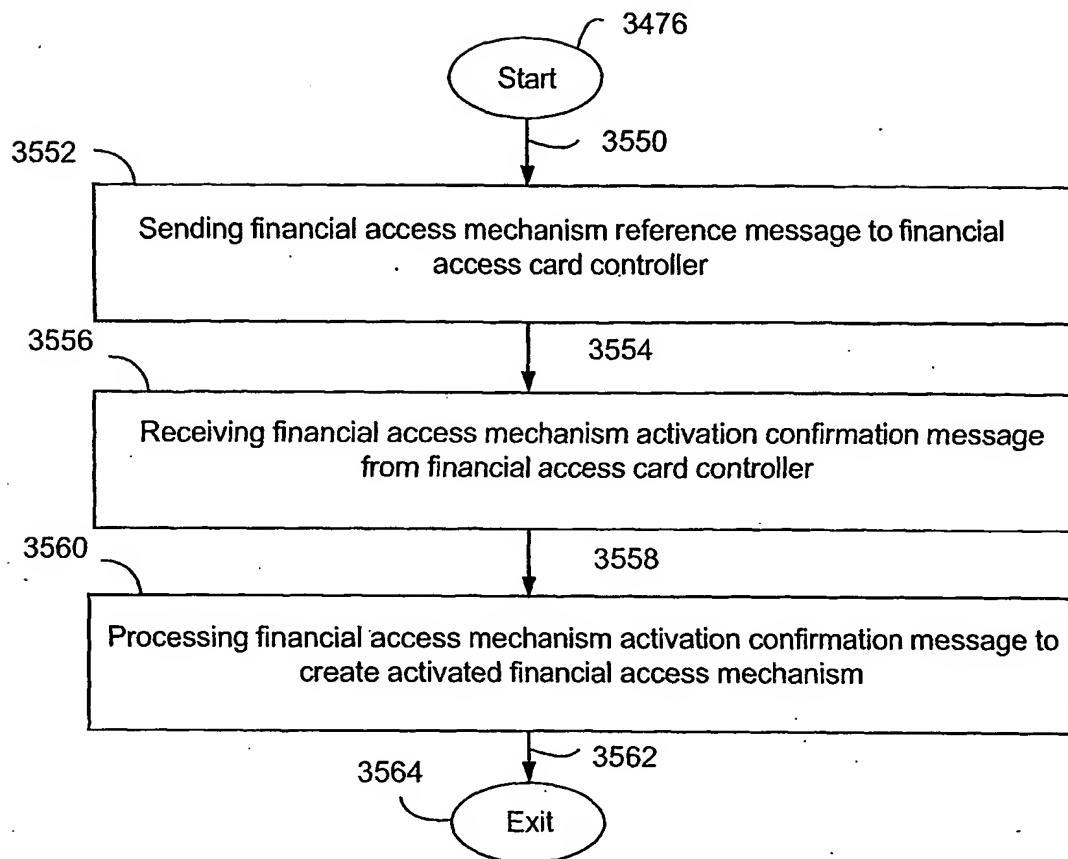 3476
Start
3550
3552
Sending financial access mechanism reference message to financial
access card controller
3554
3556
Receiving financial access mechanism activation confirmation message
from financial access card controller
3558
3560
Processing financial access mechanism activation confirmation message to
create activated financial access mechanism
3562
3564
Exit